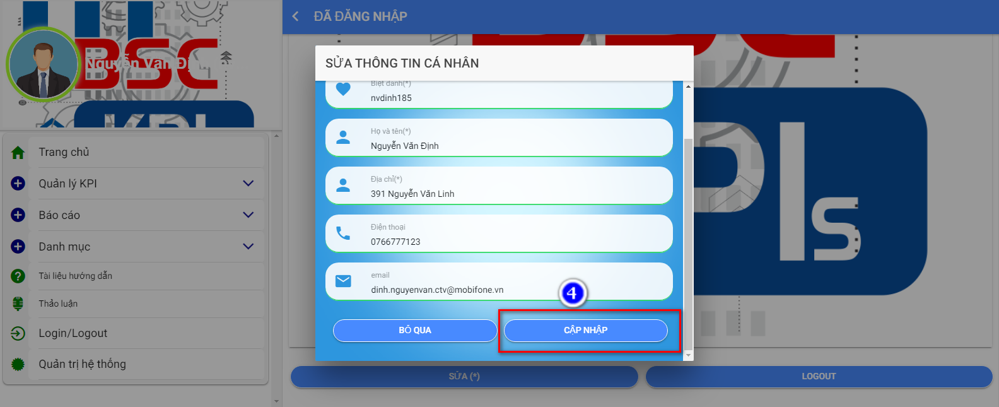 BSC
Nguyễn Văn Định
KPI
Trang chủ
Quản lý KPI
Báo cáo
Danh mục
Tài liệu hướng dẫn
Thảo luận
Login/Logout
Quản trị hệ thống
ĐÃ ĐĂNG NHẬP
SỬA THÔNG TIN CÁ NHÂN
Biệt danh(*)
nvdinh185
Họ và tên(*)
Nguyễn Văn Định
Địa chỉ(*)
391 Nguyễn Văn Linh
Điện thoại
0766777123
email
dinh.nguyenvan.ctv@mobifone.vn
4
BỎ QUA
CẬP NHẬP
PIs
SỬA (*)
LOGOUT